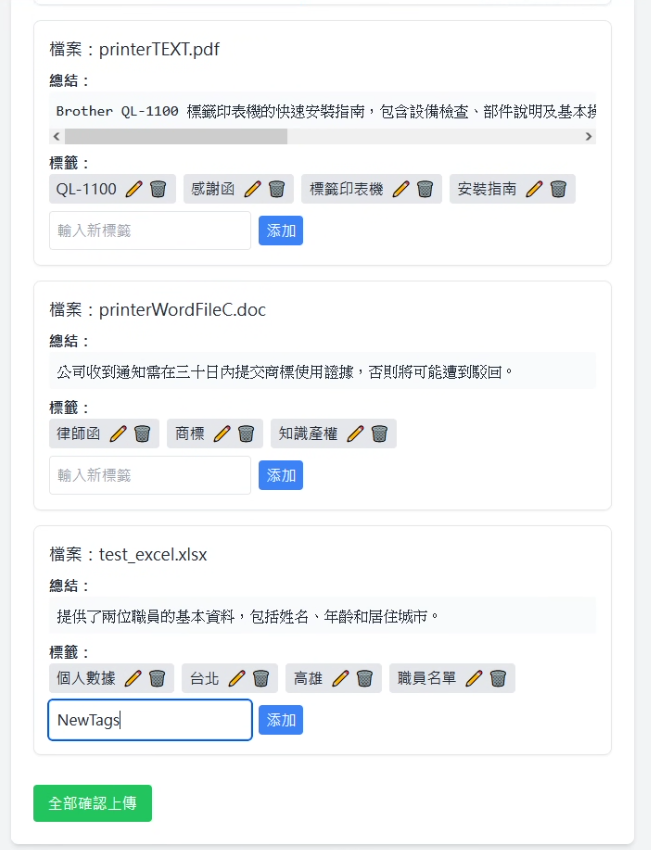 檔案：printerTEXT.pdf
總結：
Brother QL-1100 標籤印表機的快速安裝指南，包含設備檢查、部件說明及基本操
標籤：
QL-1100 感謝函 標籤印表機 安裝指南
輸入新標籤 添加
檔案：printerWordFileC.doc
總結：
公司收到通知需在三十日內提交商標使用證據，否則將可能遭到駁回。
標籤：
律師函 商標 知識產權
輸入新標籤 添加
檔案：test_excel.xlsx
總結：
提供了兩位職員的基本資料，包括姓名、年齡和居住城市。
標籤：
個人數據 台北 高雄 職員名單
NewTags 添加
全部確認上傳